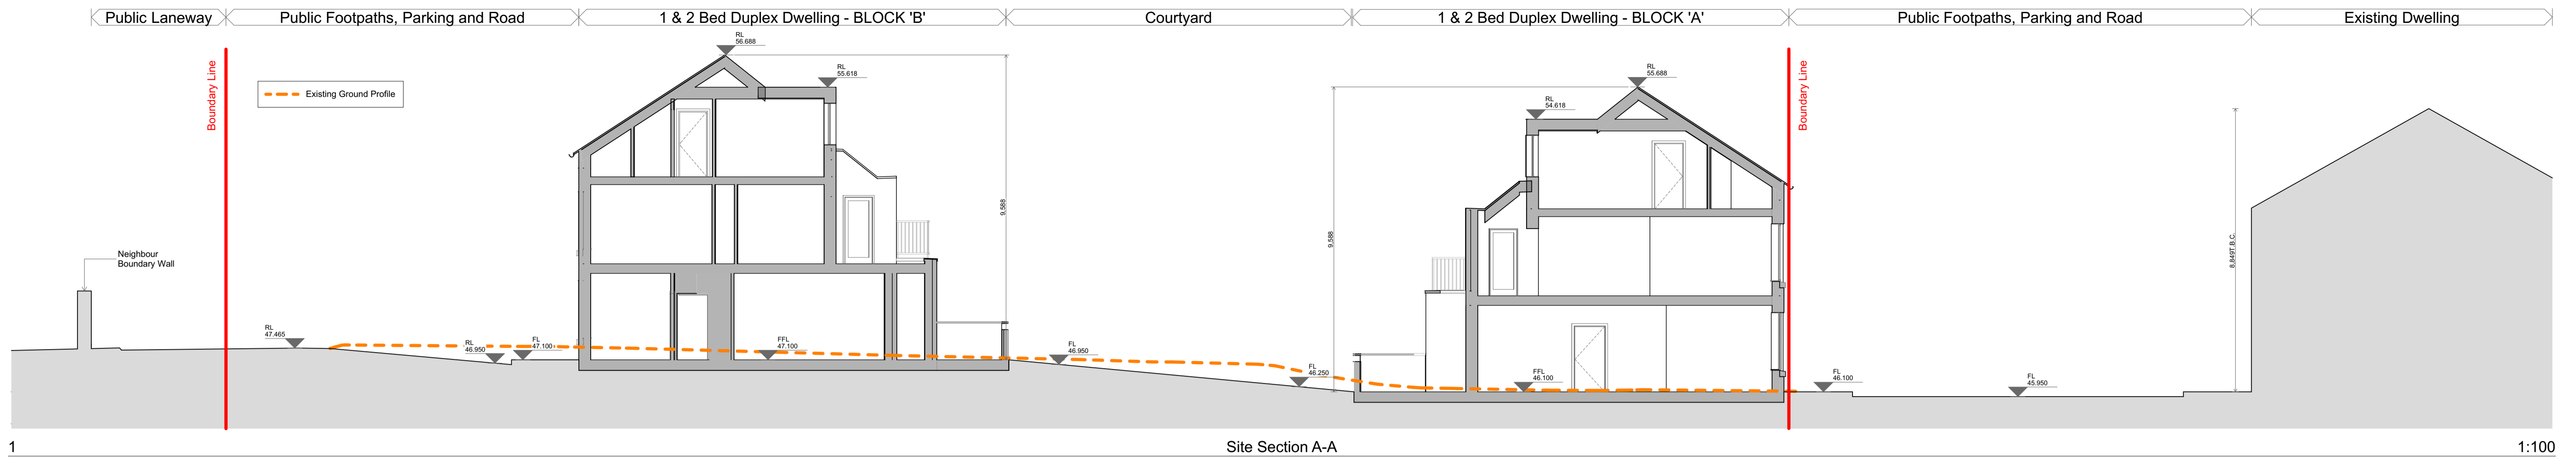 Public Laneway
Public Footpaths, Parking and Road
1 & 2 Bed Duplex Dwelling - BLOCK 'B'
Courtyard
1 & 2 Bed Duplex Dwelling - BLOCK 'A'
Public Footpaths, Parking and Road
Existing Dwelling
Boundary Line
Existing Ground Profile
RL
56.688
RL
55.618
RL
55.688
RL
54.618
Boundary Line
9,588
9,588
8,849T.B.C.
Neighbour
Boundary Wall
RL
47.465
RL
46.950
FL
47.100
FFL
47.100
FL
46.950
FL
46.250
FFL
46.100
FL
46.100
FL
45.950
1
Site Section A-A
1:100